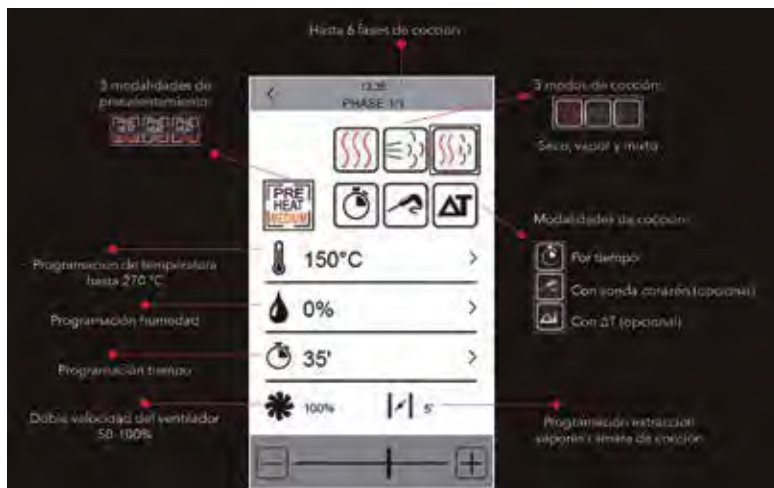 Hasta 6 fases de cocción
3 modalidades de
precalentamiento:
13.35
PHASE 1/1
3 modos de cocción:
Seco, vapor y mixto
PRE
HEAT
MEDIUM
ΔT
Modalidades de cocción:
Por tiempo
Con sonda corazón (opcional)
ΔT
Con ΔT (opcional)
Programación de temperatura
hasta 270 °C
150°C
Programación humedad
0%
Programación tiempo
35'
Doble velocidad del ventilador
50-100%
100%
5'
Programación extracción
vapores cámara de cocción